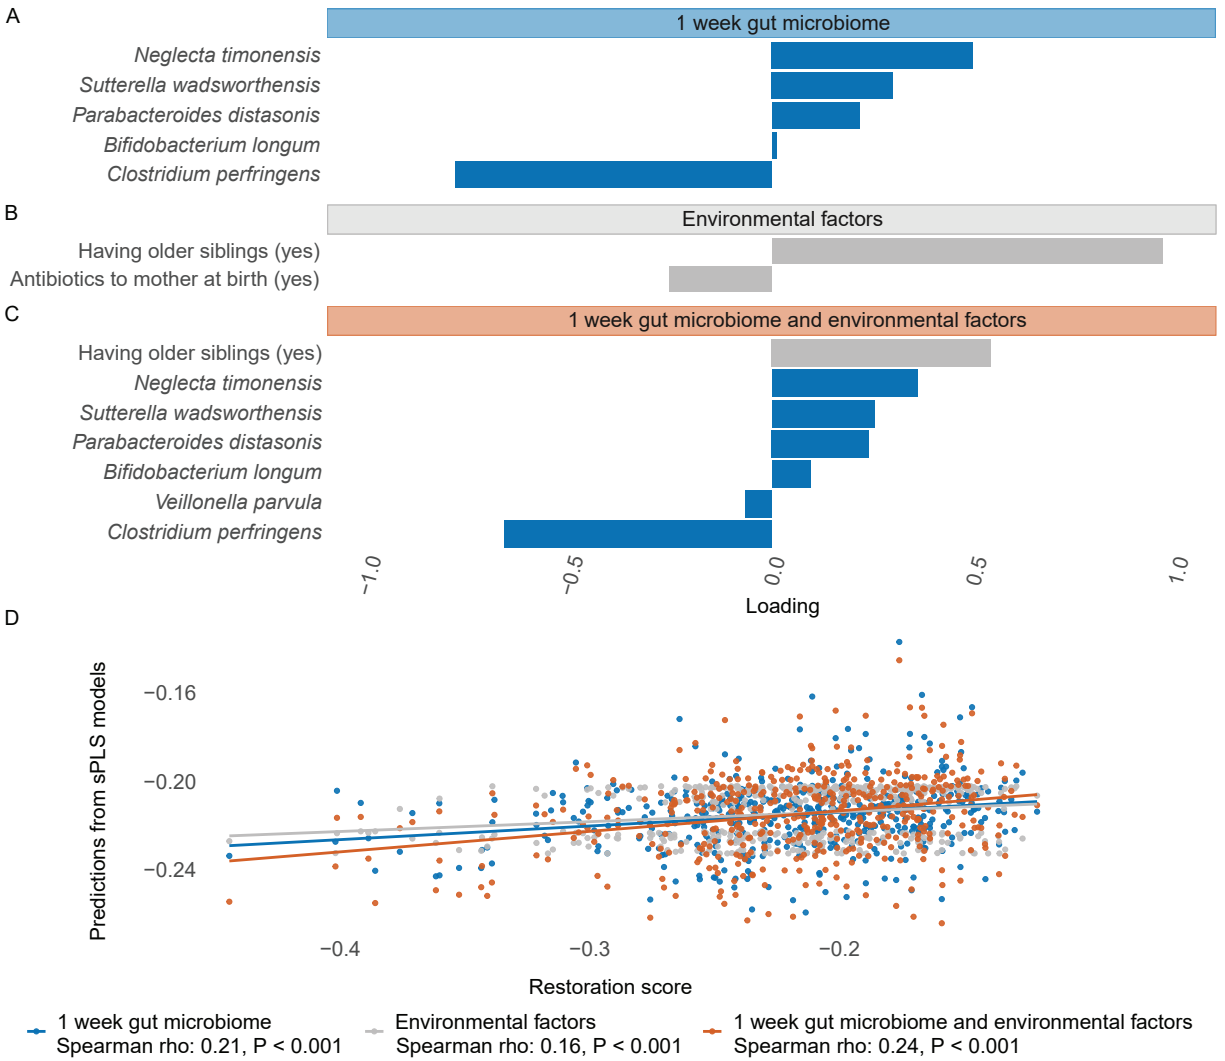 A
1 week gut microbiome
Neglecta timonensis
Sutterella wadsworthensis
Parabacteroides distasonis
Bifidobacterium longum
Clostridium perfringens
B
Environmental factors
Having older siblings (yes)
Antibiotics to mother at birth (yes)
C
1 week gut microbiome and environmental factors
Having older siblings (yes)
Neglecta timonensis
Sutterella wadsworthensis
Parabacteroides distasonis
Bifidobacterium longum
Veillonella parvula
Clostridium perfringens
−1.0 −0.5 0.0 0.5 1.0
Loading
D
Predictions from sPLS models
−0.16
−0.20
−0.24
−0.4 −0.3 −0.2
Restoration score
1 week gut microbiome
Spearman rho: 0.21, P < 0.001
Environmental factors
Spearman rho: 0.16, P < 0.001
1 week gut microbiome and environmental factors
Spearman rho: 0.24, P < 0.001